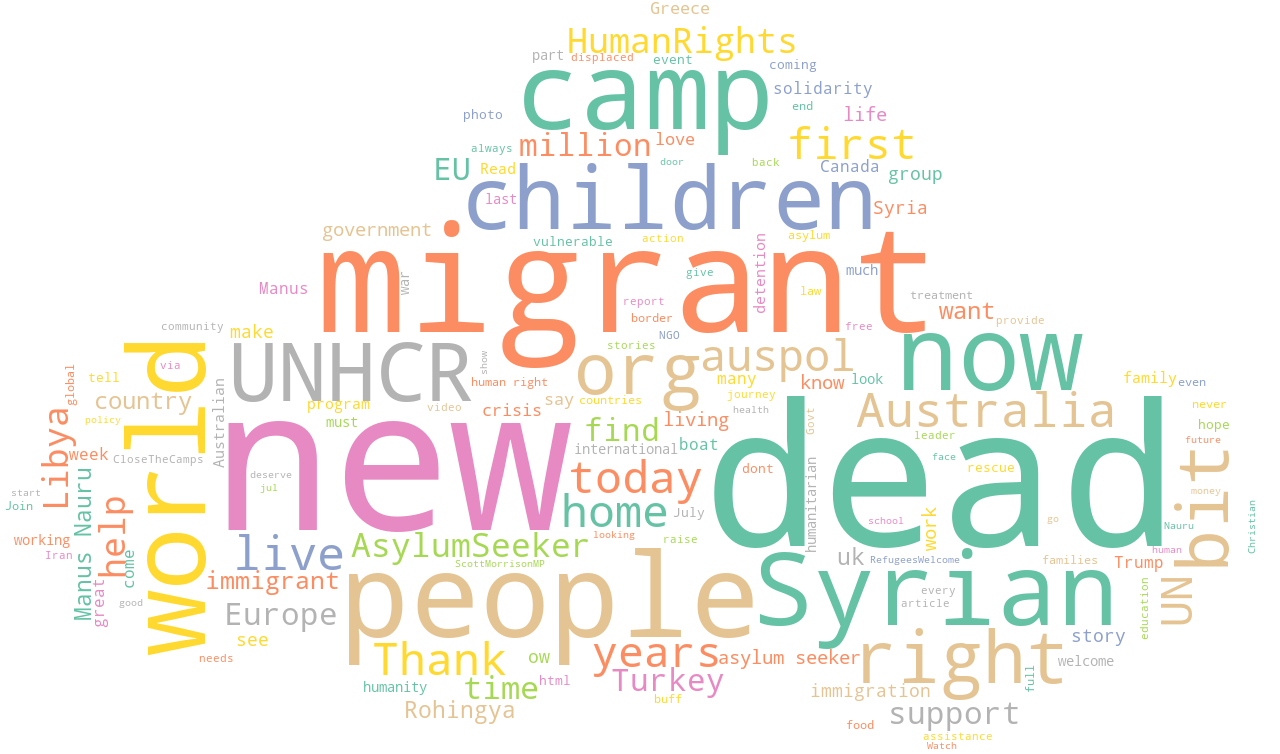 Greece
HumanRights
part
displaced
event
coming
camp
solidarity
photo
end
life
million
love
first
always
door
back
EU
Read
Canada
group
children
last
Syria
government
vulnerable
action
detention
asylum
migrant
war
give
much
Manus
report
law
treatment
want
border
free
provide
community
make
NGO
now
world
UNHCR
show
stories
org
auspol
via
global
tell
human right
many
know
look
family
even
country
program
video
countries
journey
Australia
policy
Australian
must
crisis
say
living
health
Govt
never
hope
Libya
week
new
find
boat
dead
leader
future
CloseTheCamps
international
face
bit
Manus Nauru
deserve
jul
today
dont
humanitarian
rescue
start
Join
help
home
July
money
working
live
AsylumSeeker
looking
raise
school
work
go
Nauru
Christian
Iran
come
immigrant
ScottMorrisonMP
uk
RefugeesWelcome
families
Trump
human
great
good
Europe
people
Syrian
every
article
UN
education
see
needs
Thank
years
asylum seeker
right
story
welcome
humanity
time
ow
html
Turkey
immigration
full
Rohingya
buff
support
food
assistance
Watch